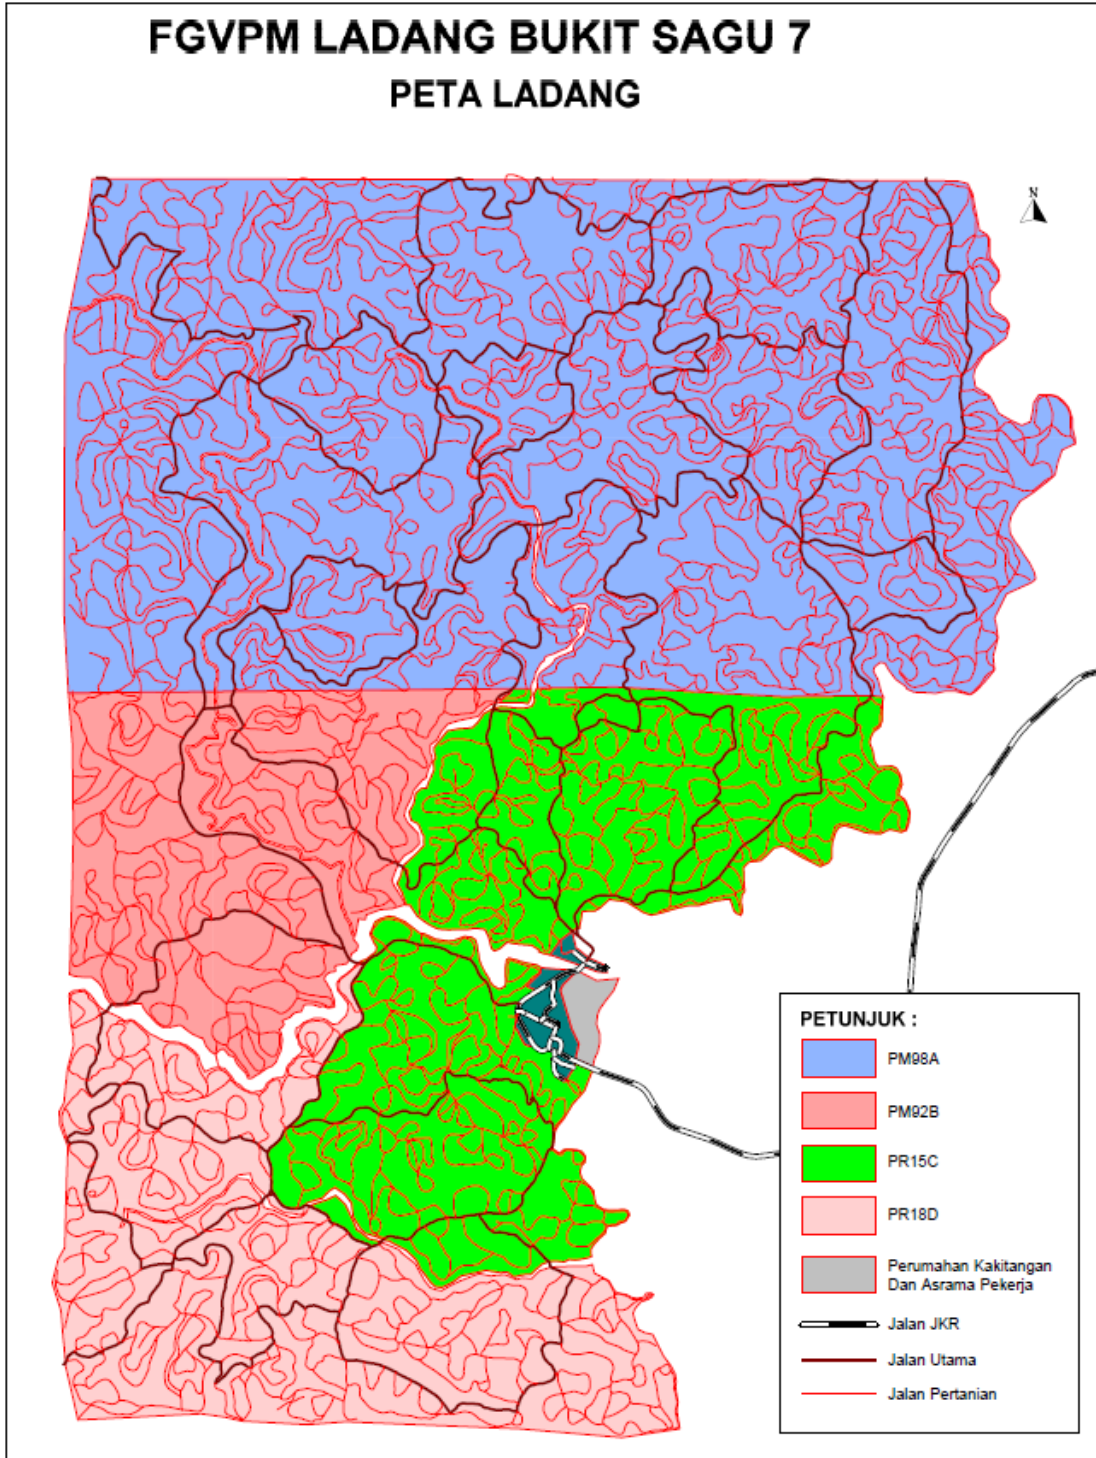 FGVPM LADANG BUKIT SAGU 7
PETA LADANG
N
PETUNJUK :
PM98A
PM92B
PR15C
PR18D
Perumahan Kakitangan
Dan Asrama Pekerja
Jalan JKR
Jalan Utama
Jalan Pertanian